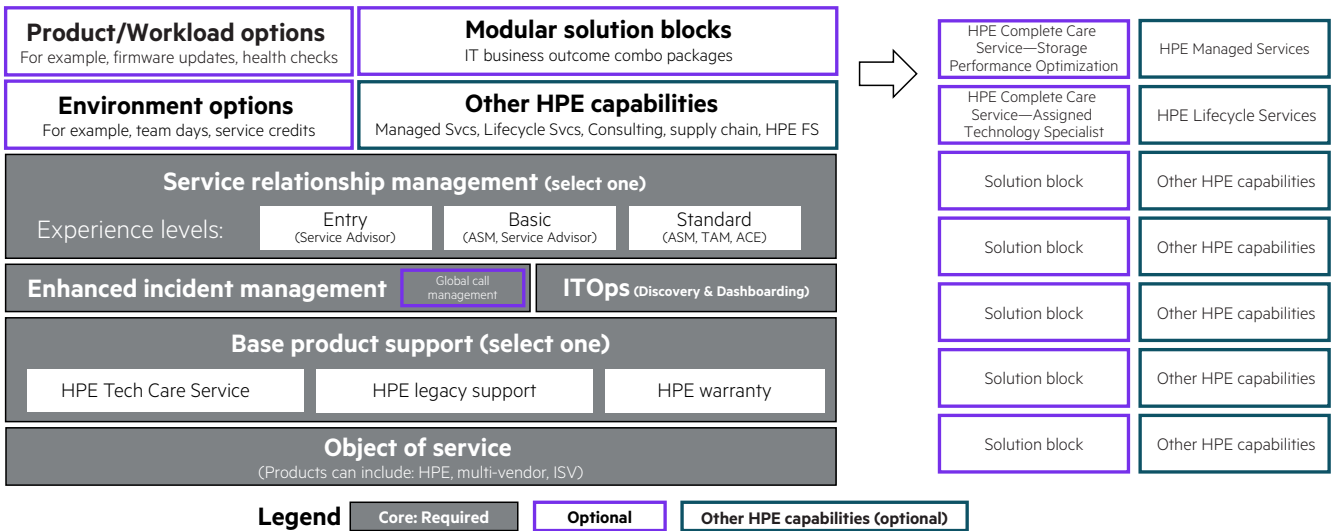 Product/Workload options
For example, firmware updates, health checks
Modular solution blocks
IT business outcome combo packages
Environment options
For example, team days, service credits
Other HPE capabilities
Managed Svcs, Lifecycle Svcs, Consulting, supply chain, HPE FS
Service relationship management (select one)
Experience levels:
Entry
(Service Advisor)
Basic
(ASM, Service Advisor)
Standard
(ASM, TAM, ACE)
Enhanced incident management
Global call
management
ITOps (Discovery & Dashboarding)
Base product support (select one)
HPE Tech Care Service
HPE legacy support
HPE warranty
Object of service
(Products can include: HPE, multi-vendor, ISV)
HPE Complete Care
Service—Storage
Performance Optimization
HPE Managed Services
HPE Complete Care
Service—Assigned
Technology Specialist
HPE Lifecycle Services
Solution block
Other HPE capabilities
Solution block
Other HPE capabilities
Solution block
Other HPE capabilities
Solution block
Other HPE capabilities
Solution block
Other HPE capabilities
Legend
Core: Required
Optional
Other HPE capabilities (optional)